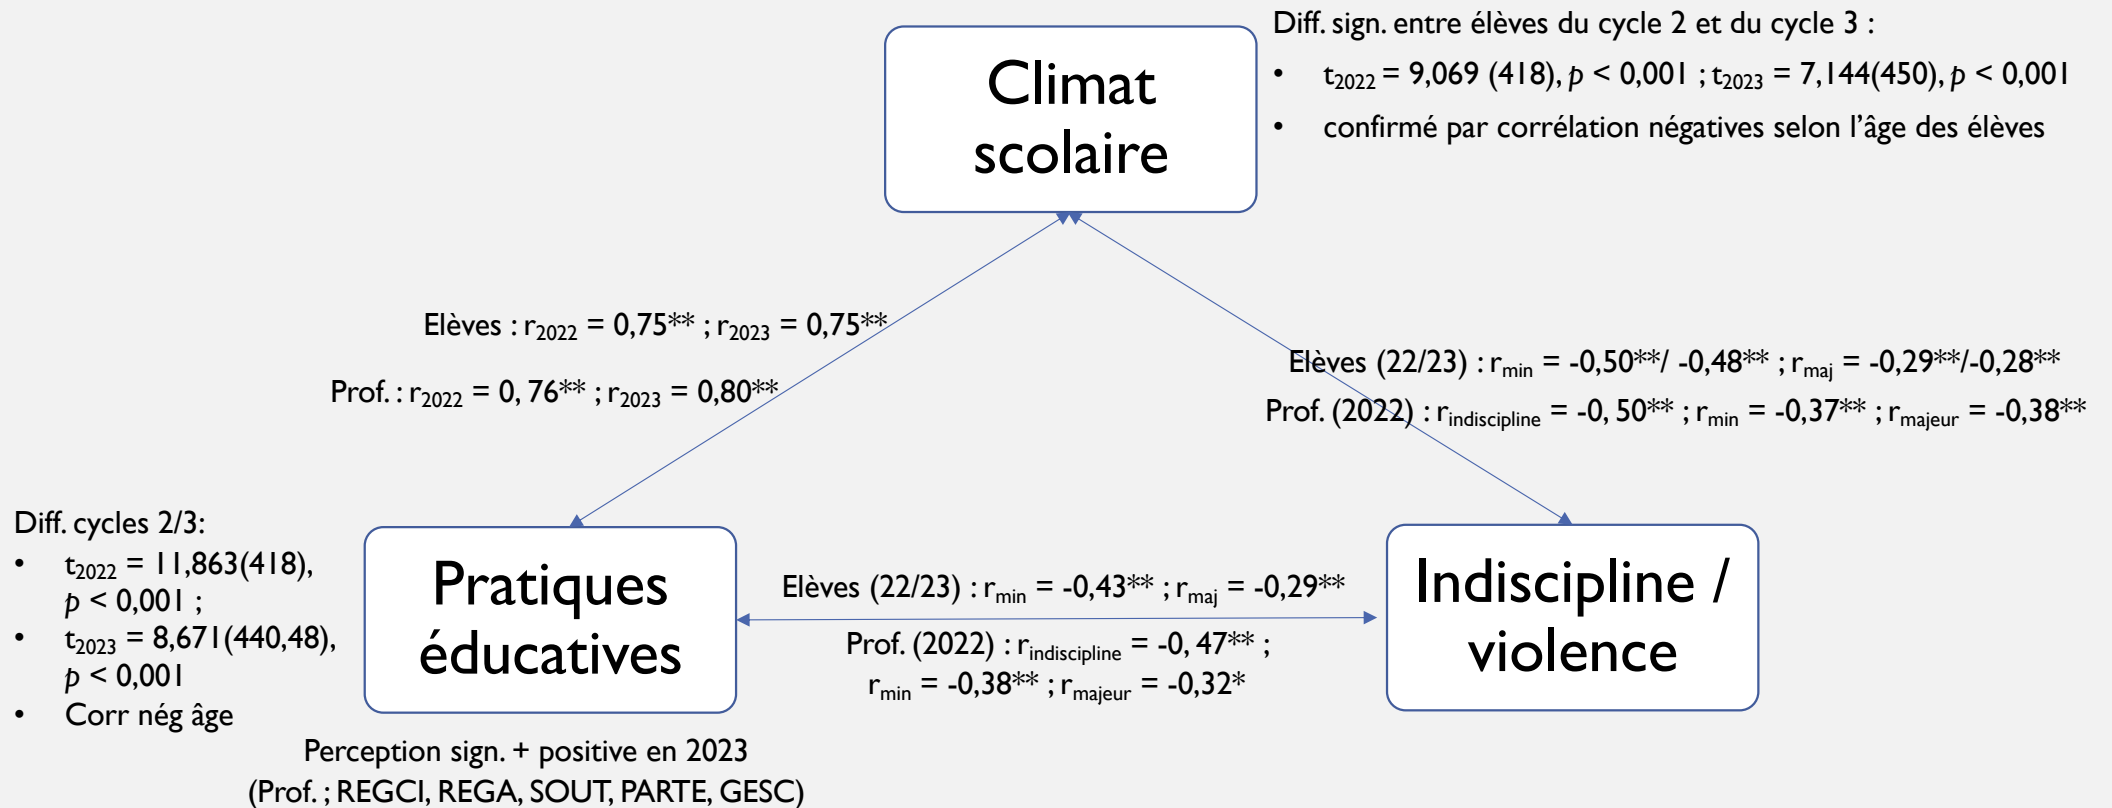 Climat
scolaire
Diff. sign. entre élèves du cycle 2 et du cycle 3 :
• t2022 = 9,069 (418), p < 0,001 ; t2023 = 7,144(450), p < 0,001
• confirmé par corrélation négatives selon l'âge des élèves
Elèves : r2022 = 0,75** ; r2023 = 0,75**
Prof. : r2022 = 0, 76** ; r2023 = 0,80**
Elèves (22/23) : rmin = -0,50**/ -0,48** ; rmaj = -0,29**/-0,28**
Prof. (2022) : rindiscipline = -0, 50** ; rmin = -0,37** ; rmajeur = -0,38**
Diff. cycles 2/3:
• t2022 = 11,863(418),
p < 0,001 ;
• t2023 = 8,671(440,48),
p < 0,001
• Corr nég âge
Pratiques
éducatives
Elèves (22/23) : rmin = -0,43** ; rmaj = -0,29**
Prof. (2022) : rindiscipline = -0, 47** ;
rmin = -0,38** ; rmajeur = -0,32*
Indiscipline /
violence
Perception sign. + positive en 2023
(Prof. ; REGCI, REGA, SOUT, PARTE, GESC)